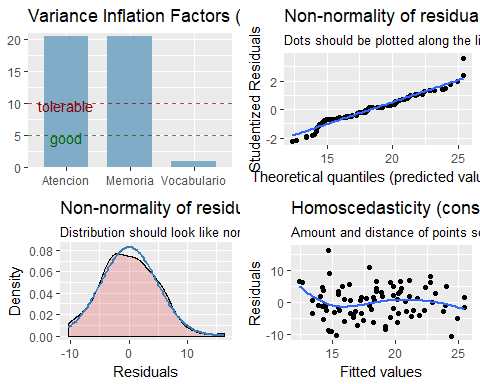 Variance Inflation Factors (
20
15
10
5
0
tolerable
good
Atencion Memoria Vocabulario
Non-normality of residua
Dots should be plotted along the li
Studentized Residuals
2
0
-2
15 20 25
Theoretical quantiles (predicted valu
Non-normality of residu
Distribution should look like nor
Density
0.08
0.06
0.04
0.02
0.00
-10 0 10
Residuals
Homoscedasticity (cons
Amount and distance of points sc
Residuals
10
0
-10
15 20 25
Fitted values